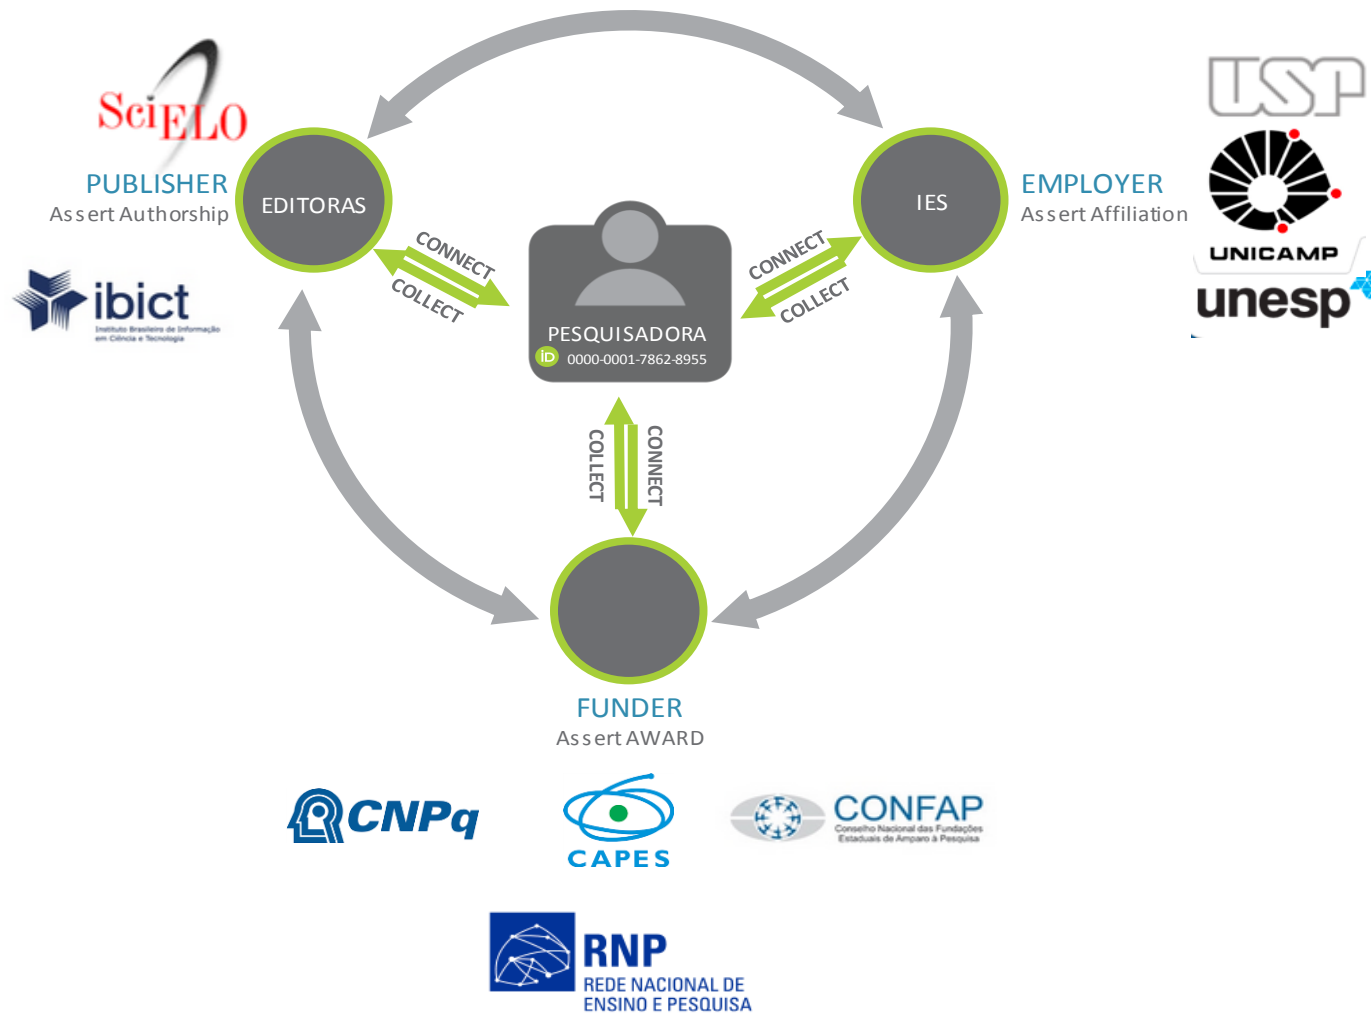 SciELO
PUBLISHER
Assert Authorship
EDITORAS
ibict
Instituto Brasileiro de Informação
em Ciência e Tecnologia
CONNECT
COLLECT
PESQUISADORA
iD 0000-0001-7862-8955
CONNECT
COLLECT
IES
EMPLOYER
Assert Affiliation
USP
UNICAMP
unesp
COLLECT
CONNECT
FUNDER
Assert AWARD
CNPq
CAPES
CONFAP
Conselho Nacional das Fundações
Estaduais de Amparo à Pesquisa
RNP
REDE NACIONAL DE
ENSINO E PESQUISA